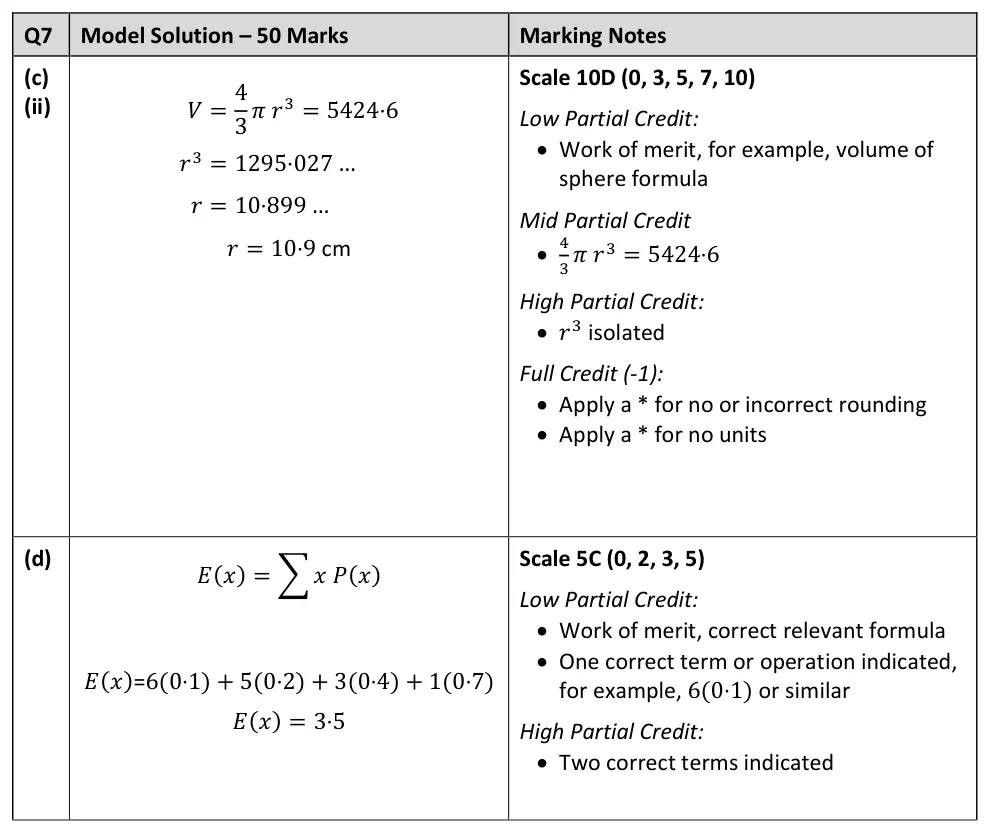 Q7 Model Solution – 50 Marks Marking Notes
(c)
(ii)
V = 4/3 π r³ = 5424·6
r³ = 1295·027 …
r = 10·899 …
r = 10·9 cm
Scale 10D (0, 3, 5, 7, 10)
Low Partial Credit:
• Work of merit, for example, volume of
sphere formula
Mid Partial Credit
• 4/3 π r³ = 5424·6
High Partial Credit:
• r³ isolated
Full Credit (-1):
• Apply a * for no or incorrect rounding
• Apply a * for no units
(d)
E(x) = ∑ x P(x)
E(x)=6(0·1) + 5(0·2) + 3(0·4) + 1(0·7)
E(x) = 3·5
Scale 5C (0, 2, 3, 5)
Low Partial Credit:
• Work of merit, correct relevant formula
• One correct term or operation indicated,
for example, 6(0·1) or similar
High Partial Credit:
• Two correct terms indicated